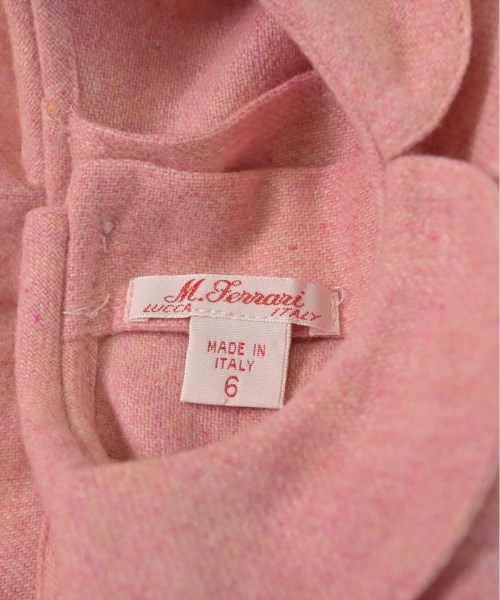 M. Ferrari
LUCCA ITALY
MADE IN
ITALY
6